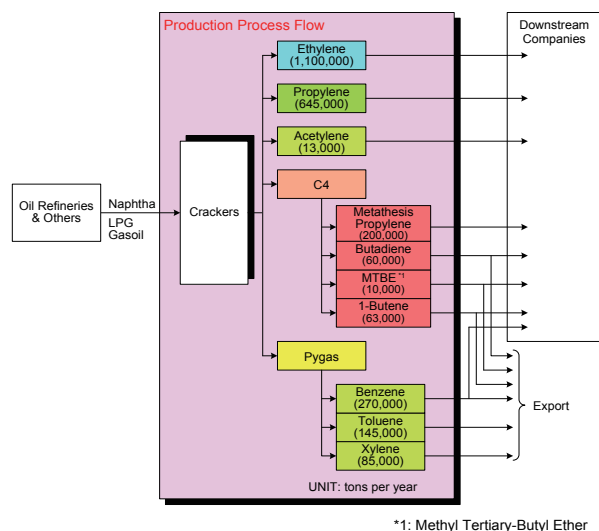 Production Process Flow
Downstream
Companies
Ethylene
(1,100,000)
Propylene
(645,000)
Acetylene
(13,000)
C4
Oil Refineries
& Others
Naphtha
LPG
Gasoil
Crackers
Metathesis
Propylene
(200,000)
Butadiene
(60,000)
MTBE *1
(10,000)
1-Butene
(63,000)
Pygas
Benzene
(270,000)
Toluene
(145,000)
Xylene
(85,000)
Export
UNIT: tons per year
*1: Methyl Tertiary-Butyl Ether